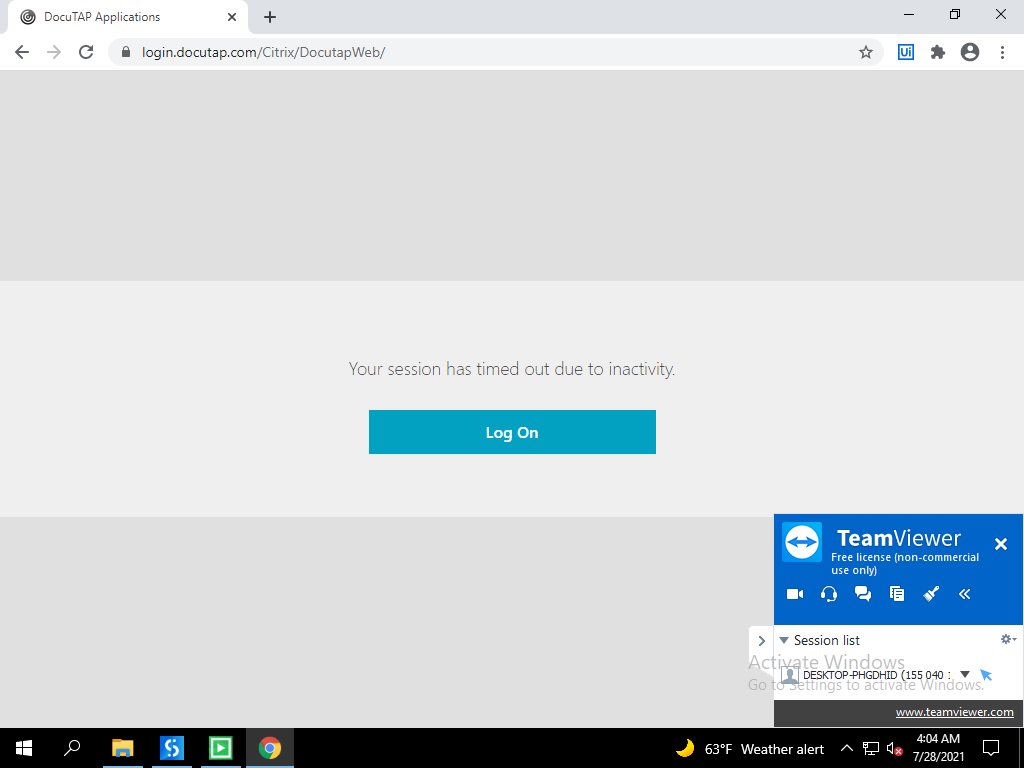 DocuTAP Applications
login.docutap.com/Citrix/DocutapWeb/
Ui
Your session has timed out due to inactivity.
Log On
TeamViewer
Free license (non-commercial
use only)
Session list
Activate Windows
DESKTOP-PHGDHID (155 040 :
Go to Settings to activate Windows.
www.teamviewer.com
63°F Weather alert
4:04 AM
7/28/2021